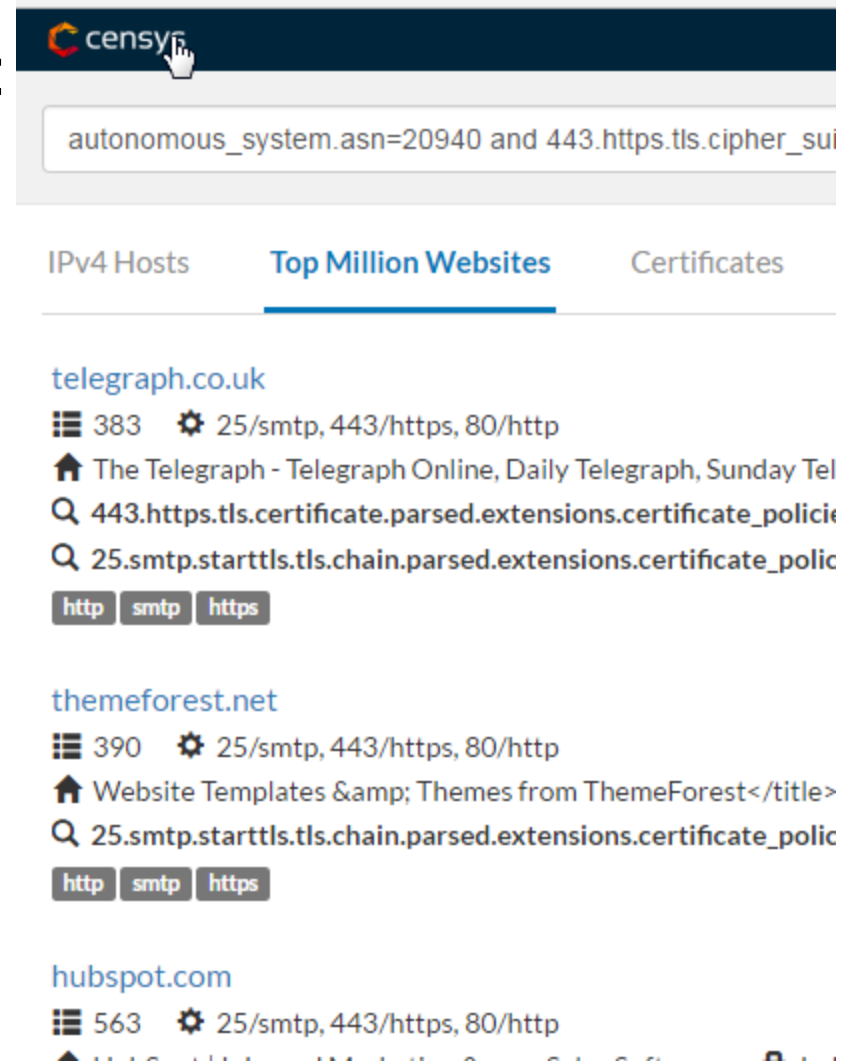 censys
autonomous_system.asn=20940 and 443.https.tls.cipher_sui
IPv4 Hosts Top Million Websites Certificates
telegraph.co.uk
383 25/smtp, 443/https, 80/http
The Telegraph - Telegraph Online, Daily Telegraph, Sunday Tel
443.https.tls.certificate.parsed.extensions.certificate_policie
25.smtp.starttls.tls.chain.parsed.extensions.certificate_polic
http smtp https
themeforest.net
390 25/smtp, 443/https, 80/http
Website Templates &amp; Themes from ThemeForest</title>
25.smtp.starttls.tls.chain.parsed.extensions.certificate_polic
http smtp https
hubspot.com
563 25/smtp, 443/https, 80/http